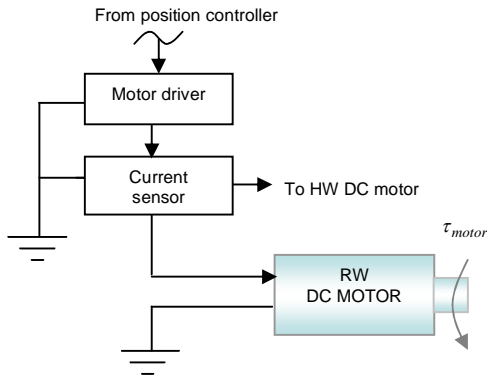 From position controller
Motor driver
Current
sensor
To HW DC motor
τmotor
RW
DC MOTOR